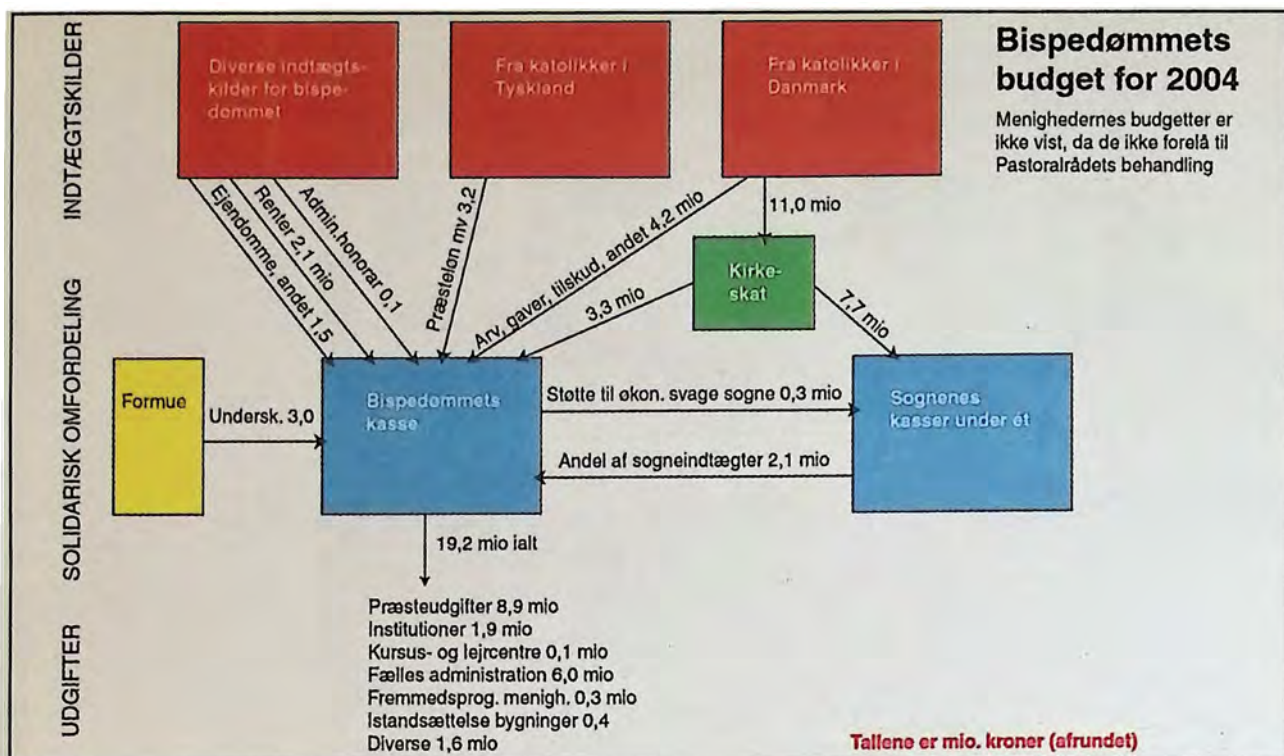 Bispedømmets
budget for 2004
Menighedernes budgetter er
ikke vist, da de ikke forelå til
Pastoralrådets behandling
INDTÆGTSKILDER
Diverse indtægts-
kilder for bispe-
dømmet
Fra katolikker i
Tyskland
Fra katolikker i
Danmark
Ejendomme, andet 1,5
Renter 2,1 mio
Admin.honorar 0,1
Præsteløn mv 3,2
Arv, gaver, tilskud, andet 4,2 mio
11,0 mio
Kirke-
skat
3,3 mio
7,7 mio
SOLIDARISK OMFORDELING
Formue
Undersk. 3,0
Bispedømmets
kasse
Støtte til økon. svage sogne 0,3 mio
Andel af sogneindtægter 2,1 mio
Sognenes
kasser under ét
19,2 mio ialt
UDGIFTER
Præsteudgifter 8,9 mio
Institutioner 1,9 mio
Kursus- og lejrcentre 0,1 mio
Fælles administration 6,0 mio
Fremmedsprog. menigh. 0,3 mio
Istandsættelse bygninger 0,4
Diverse 1,6 mio
Tallene er mio. kroner (afrundet)